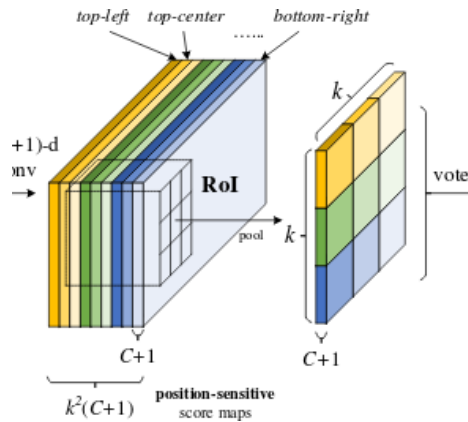 top-left top-center bottom-right
......
+1)-d
onv
RoI
pool
k
k
vote
C+1
C+1
k²(C+1)
position-sensitive
score maps